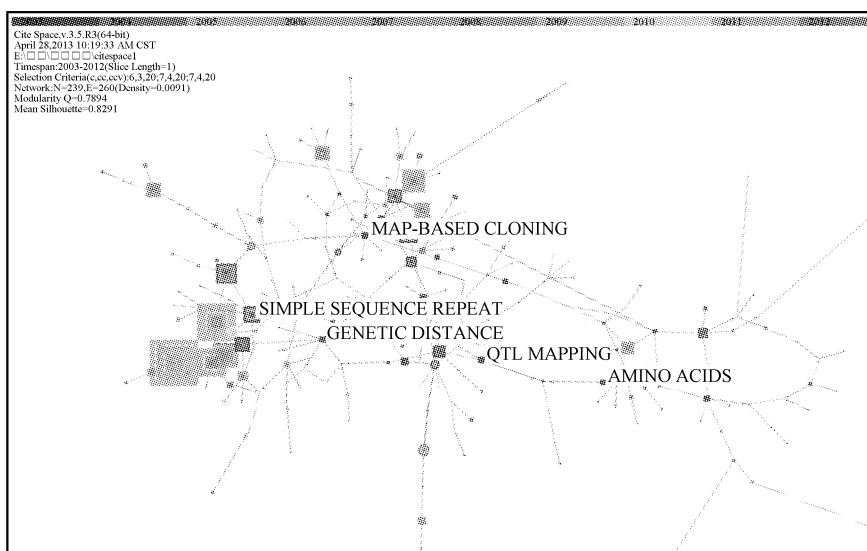 2003 2004 2005 2006 2007 2008 2009 2010 2011 2012
Cite Space,v.3.5.R3(64-bit)
April 28,2013 10:19:33 AM CST
E:\□ □\□ □ □ □\citespace1
Timespan:2003-2012(Slice Length=1)
Selection Criteria(c,cc,ccv):6,3,20;7,4,20;7,4,20
Network:N=239,E=260(Density=0.0091)
Modularity Q=0.7894
Mean Silhouette=0.8291
MAP-BASED CLONING
SIMPLE SEQUENCE REPEAT
GENETIC DISTANCE
QTL MAPPING
AMINO ACIDS